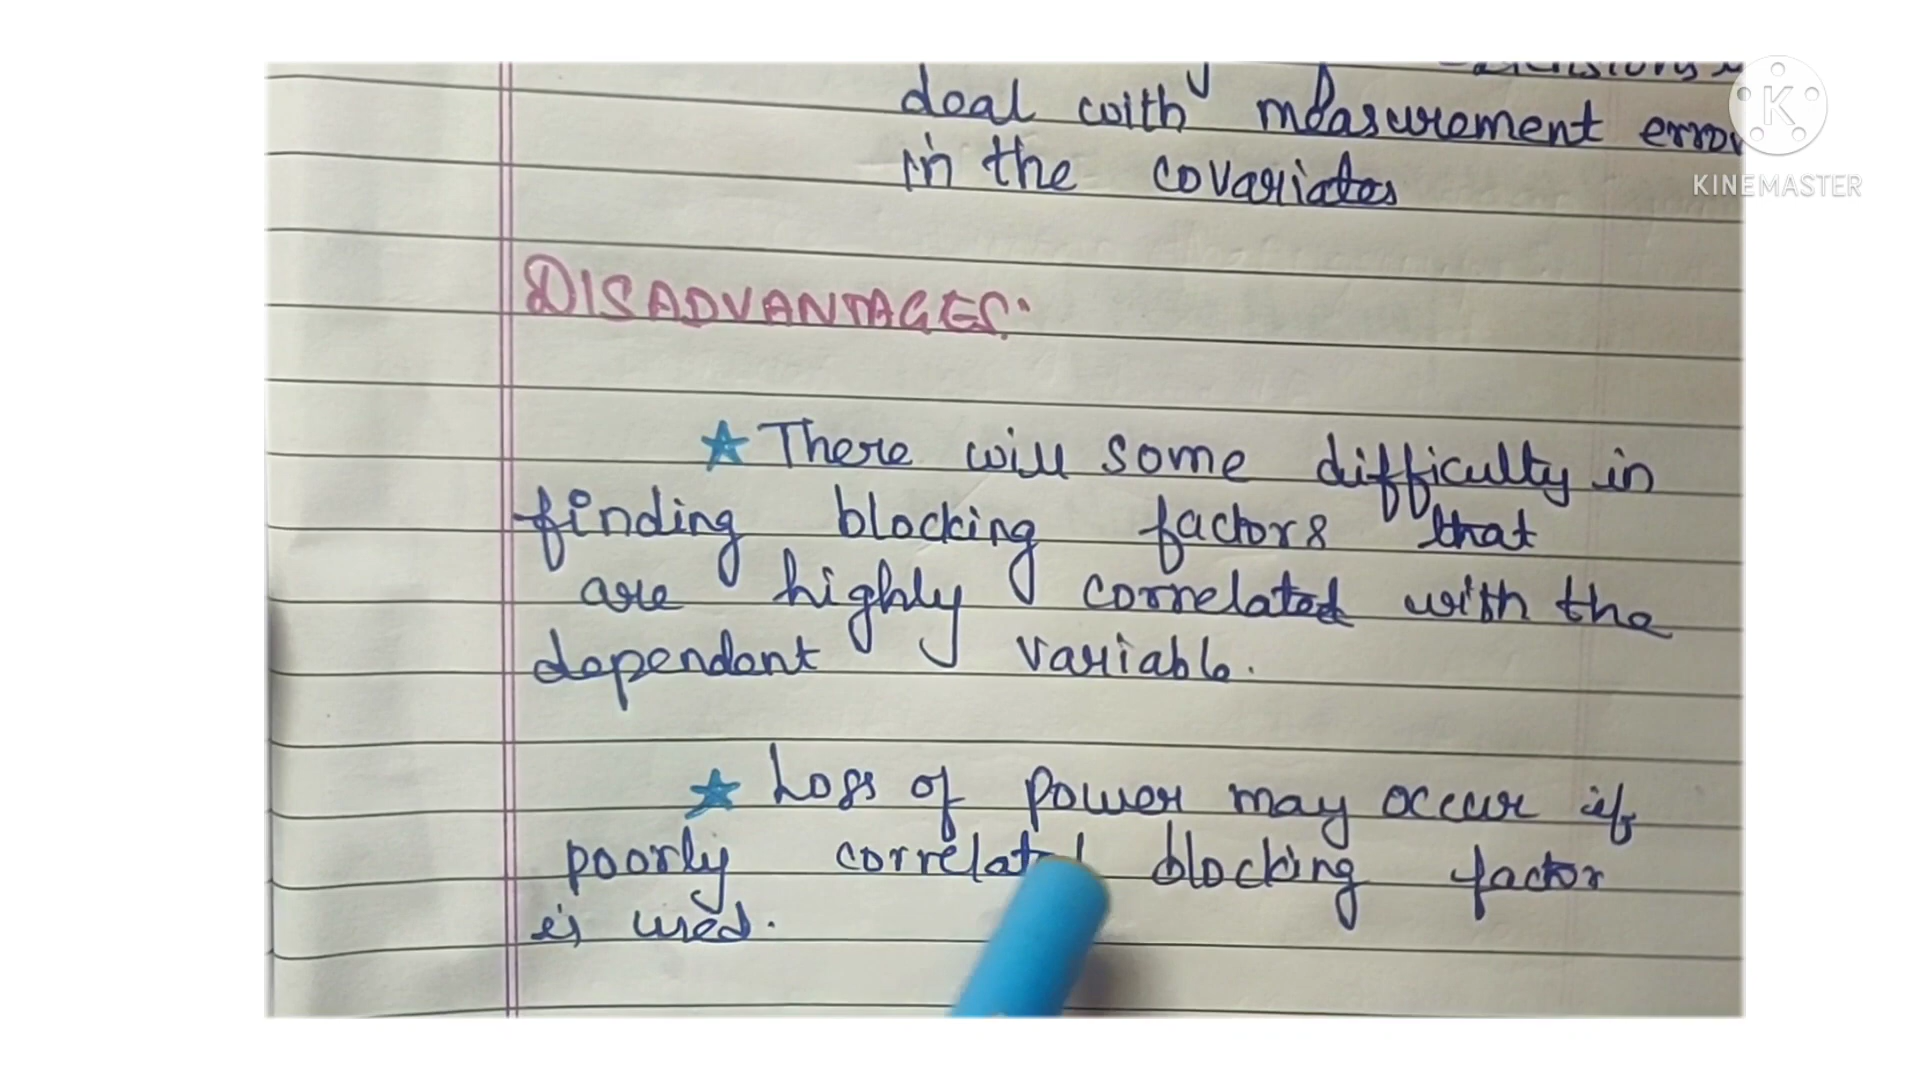 deal with measurement error
in the covariates
KINEMASTER
DISADVANTAGES:
★ There will some difficulty in
finding blocking factors that
are highly correlated with the
dependent variable.
★ Loss of power may occur if
poorly correlated blocking factor
is used.